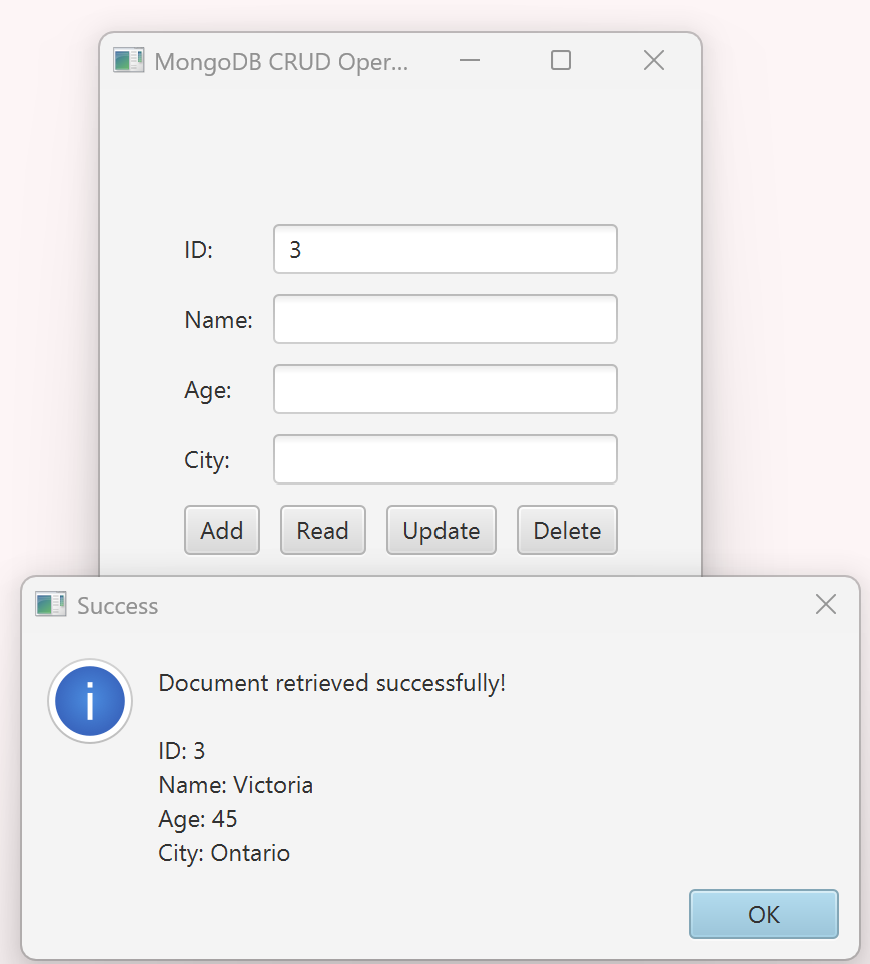 MongoDB CRUD Oper...
ID: 3
Name:
Age:
City:
Add Read Update Delete
Success
Document retrieved successfully!
ID: 3
Name: Victoria
Age: 45
City: Ontario
OK